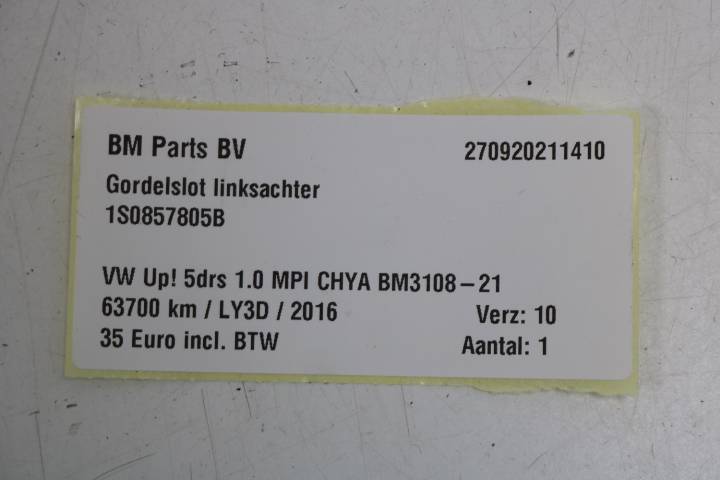 BM Parts BV 270920211410
Gordelslot linksachter
1S0857805B
VW Up! 5drs 1.0 MPI CHYA BM3108-21
63700 km / LY3D / 2016 Verz: 10
35 Euro incl. BTW Aantal: 1